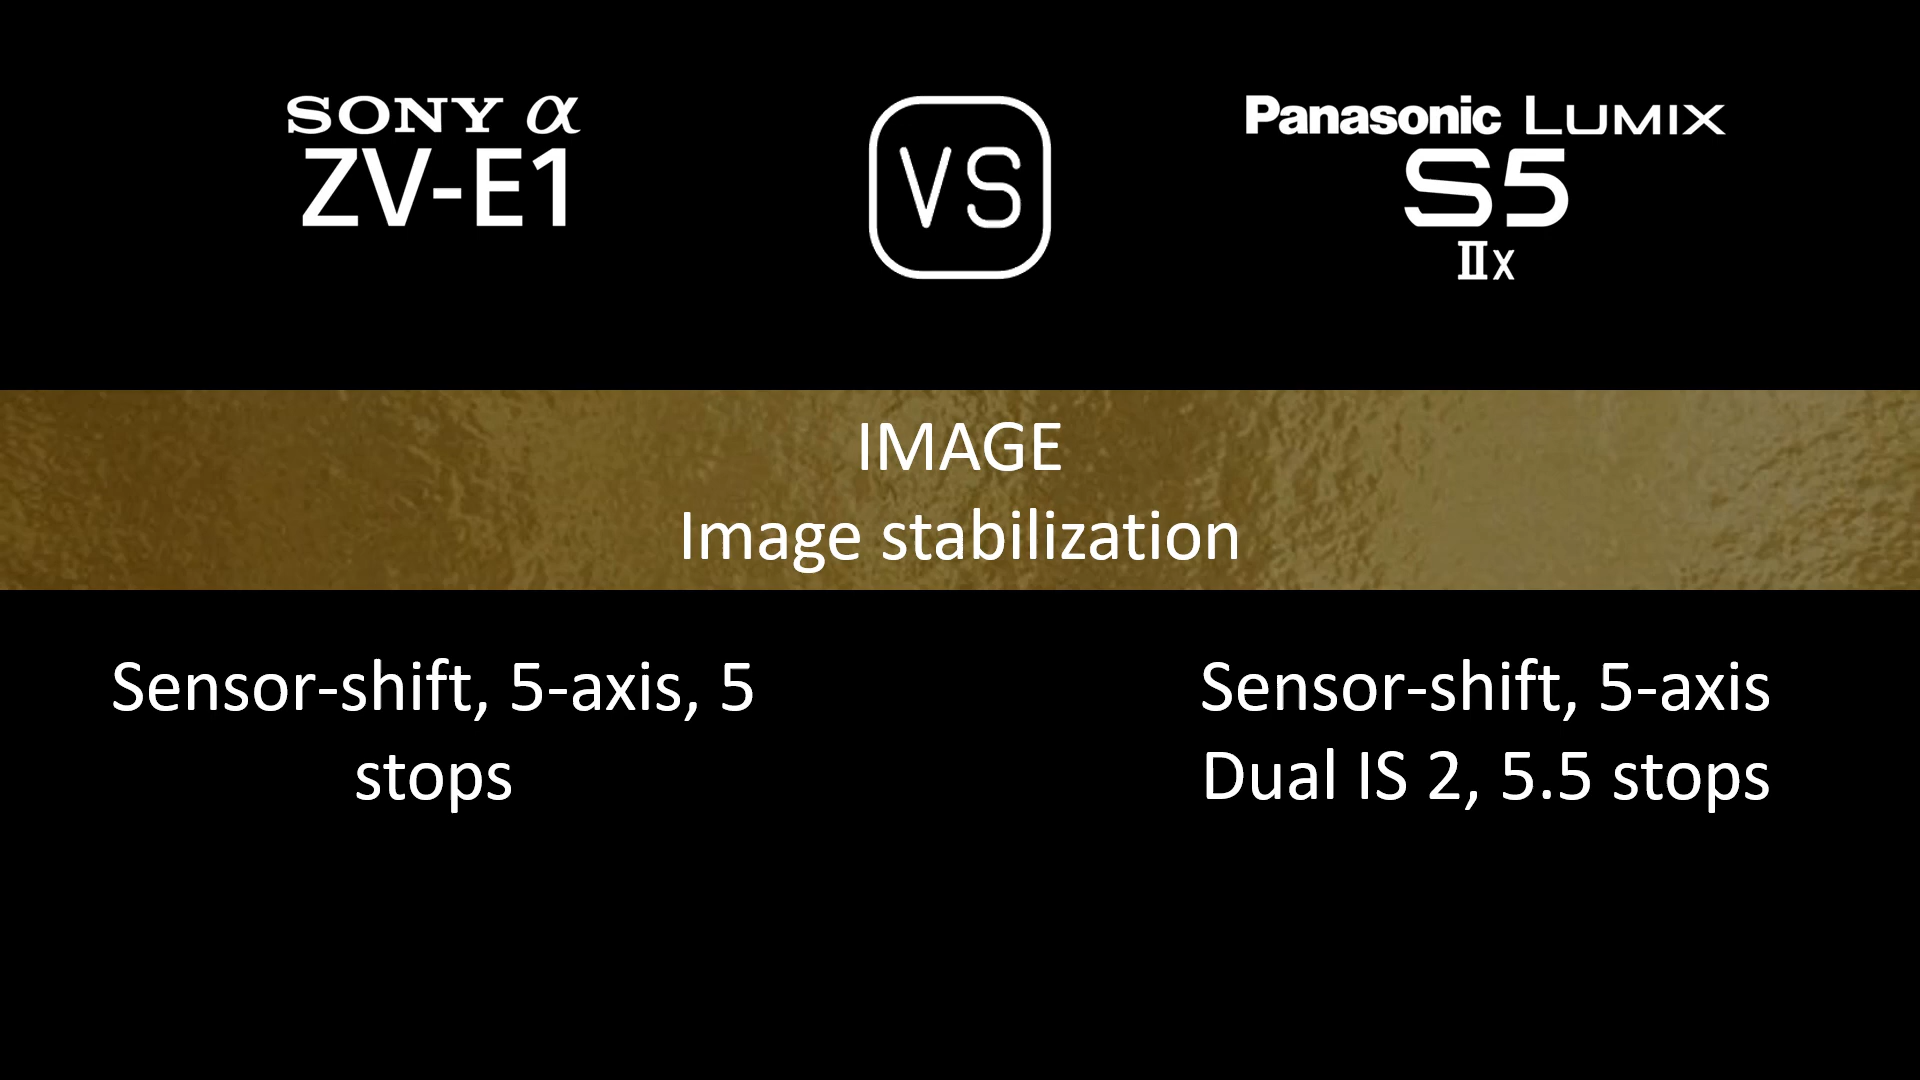 SONY α
ZV-E1
VS
Panasonic LUMIX
S5
IIx
IMAGE
Image stabilization
Sensor-shift, 5-axis, 5
stops
Sensor-shift, 5-axis
Dual IS 2, 5.5 stops